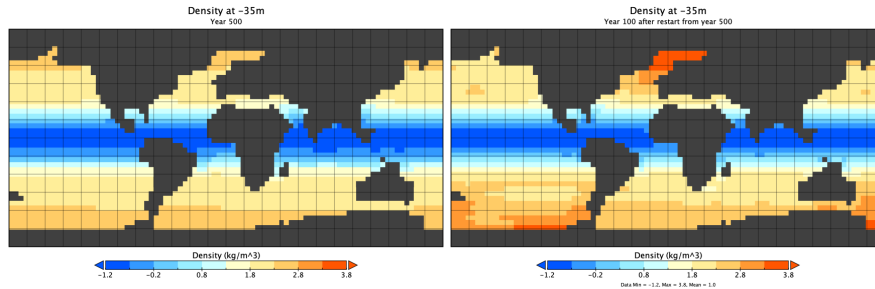 Density at −35m
Year 500
Density (kg/m^3)
−1.2 −0.2 0.8 1.8 2.8 3.8
Density at −35m
Year 100 after restart from year 500
Density (kg/m^3)
−1.2 −0.2 0.8 1.8 2.8 3.8
Data Min = −1.2, Max = 3.8, Mean = 1.0